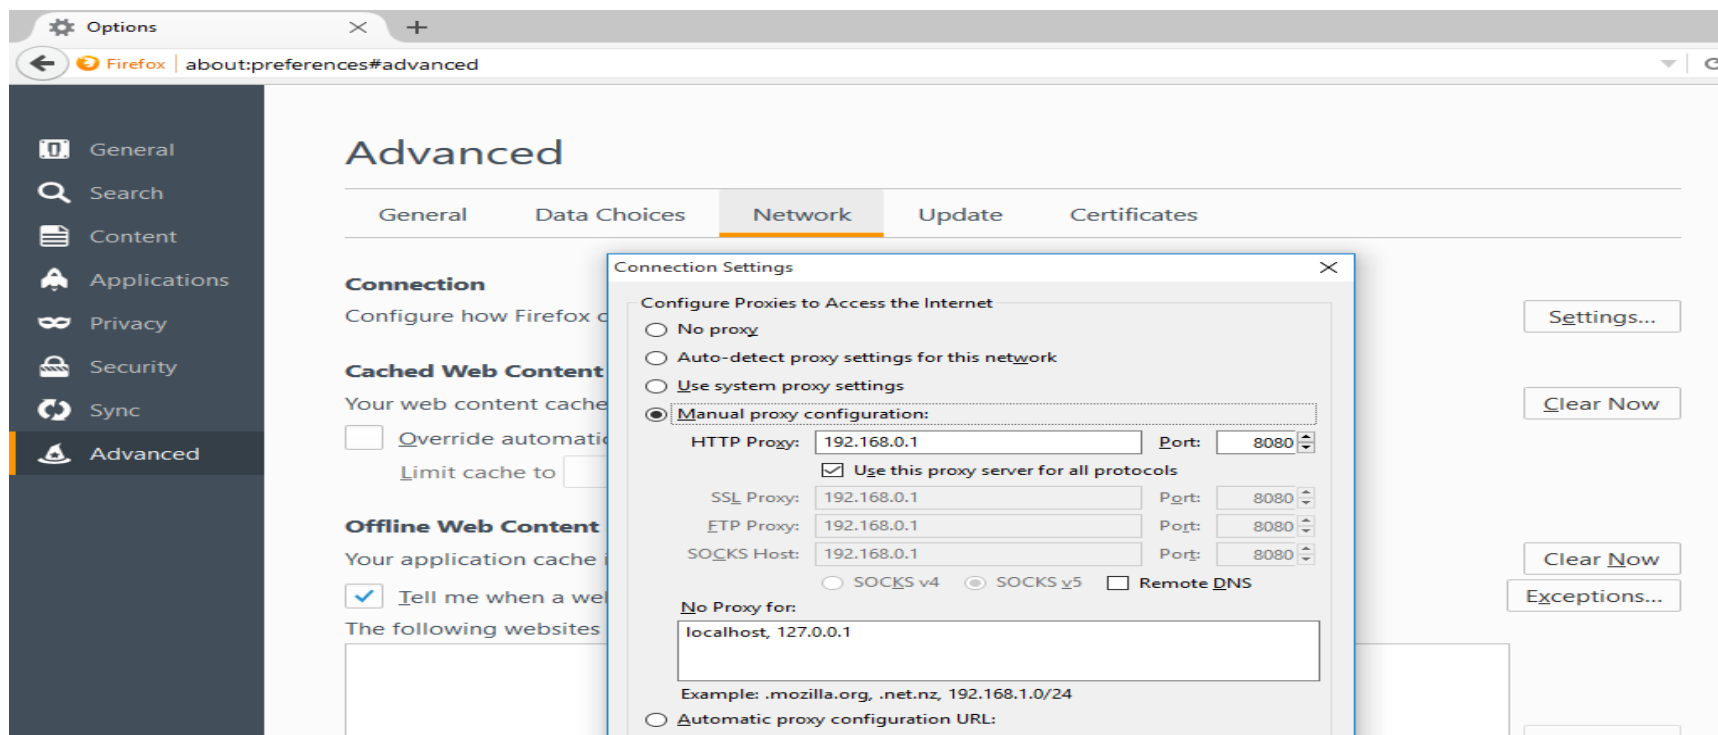 Options
Firefox about:preferences#advanced
General
Search
Content
Applications
Privacy
Security
Sync
Advanced
Advanced
General Data Choices Network Update Certificates
Connection
Configure how Firefox
Settings...
Cached Web Content
Your web content cache
Clear Now
Override automatic
Limit cache to
Offline Web Content
Your application cache
Clear Now
Tell me when a
Exceptions...
The following websites
Connection Settings
Configure Proxies to Access the Internet
No proxy
Auto-detect proxy settings for this network
Use system proxy settings
Manual proxy configuration:
HTTP Proxy: 192.168.0.1 Port: 8080
Use this proxy server for all protocols
SSL Proxy: 192.168.0.1 Port: 8080
FTP Proxy: 192.168.0.1 Port: 8080
SOCKS Host: 192.168.0.1 Port: 8080
SOCKS v4 SOCKS v5 Remote DNS
No Proxy for:
localhost, 127.0.0.1
Example: .mozilla.org, .net.nz, 192.168.1.0/24
Automatic proxy configuration URL: